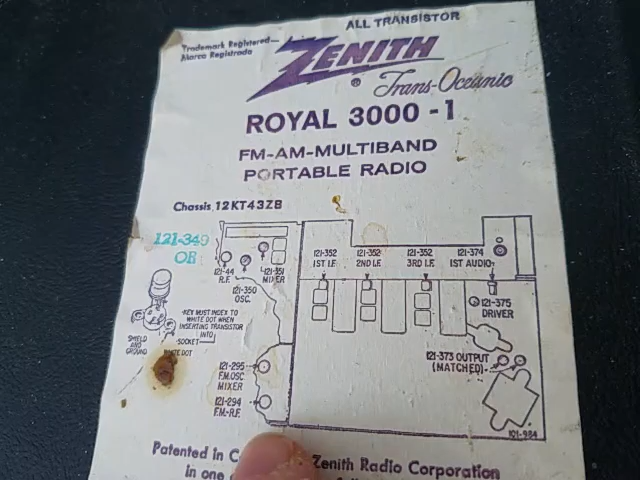 ALL TRANSISTOR
Trademark Registered—
Marca Registrada
ZENITH
® Trans-Oceanic
ROYAL 3000-1
FM-AM-MULTIBAND
PORTABLE RADIO
Chassis 12KT43Z8
121-349
OR
121-44
R.F.
121-351
MIXER
121-350
OSC.
121-352
1ST I.F.
121-352
2ND I.F.
121-352
3RD I.F.
121-374
1ST AUDIO
121-375
DRIVER
KEY MUST INDEX TO
WHITE DOT WHEN
INSERTING TRANSISTOR
INTO
SOCKET
SHIELD
AND
GROUND
WHITE DOT
121-295
F.M. OSC.
MIXER
121-294
F.M.-R.F.
121-373 OUTPUT
(MATCHED)
101-984
Patented in
Zenith Radio Corporation
in one